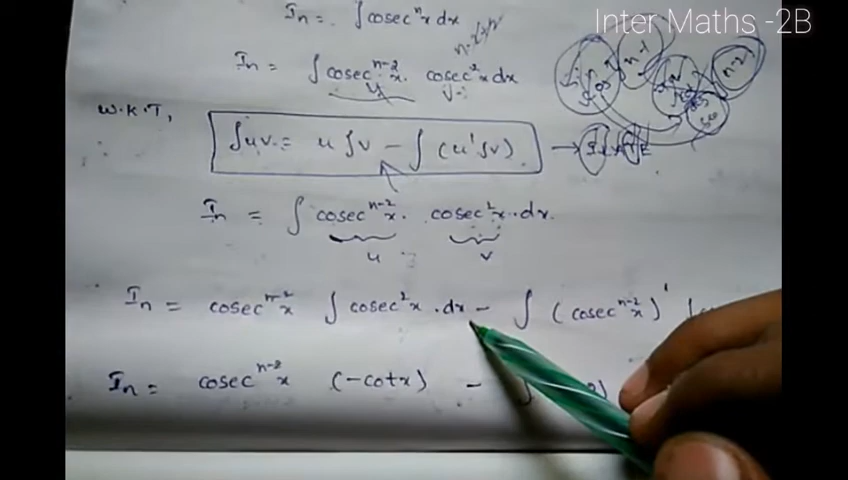 Inter Maths -2B
In = ∫ cosecⁿx dx
In = ∫ cosecⁿ⁻²x . cosec²x dx
u v
W.K.T,
∫uv = u ∫v − ∫ (u' ∫v) →
In = ∫ cosecⁿ⁻²x . cosec²x . dx.
u v
In = cosecⁿ⁻²x ∫ cosec²x . dx − ∫ (cosecⁿ⁻²x)'
In = cosecⁿ⁻²x (−cotx) −